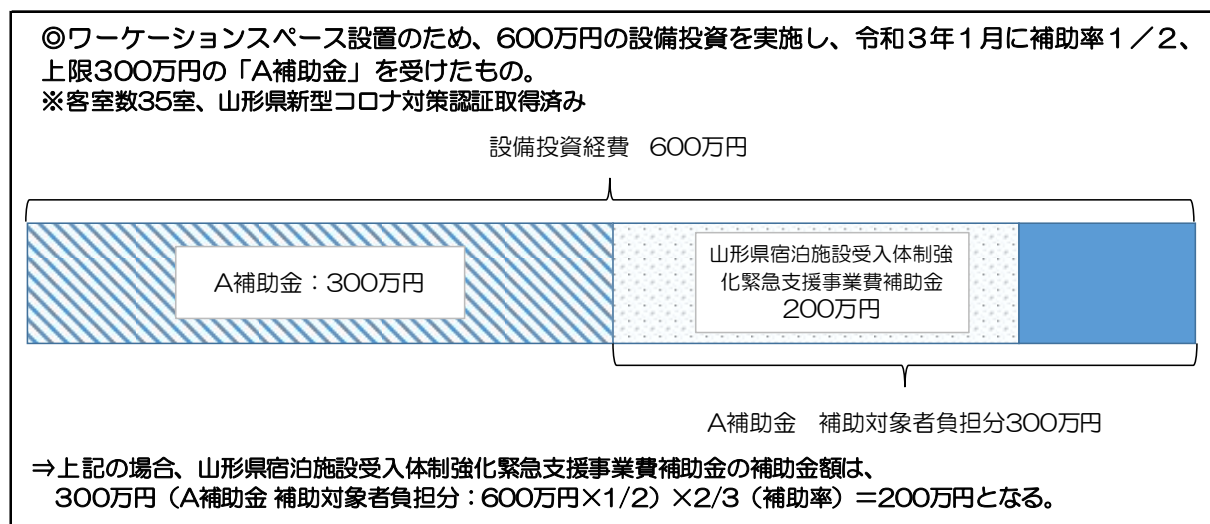 ◎ワーケーションスペース設置のため、600万円の設備投資を実施し、令和3年1月に補助率1／2、
上限300万円の「A補助金」を受けたもの。
※客室数35室、山形県新型コロナ対策認証取得済み
設備投資経費　600万円
A補助金：300万円
山形県宿泊施設受入体制強
化緊急支援事業費補助金
200万円
A補助金　補助対象者負担分300万円
⇒上記の場合、山形県宿泊施設受入体制強化緊急支援事業費補助金の補助金額は、
300万円（A補助金 補助対象者負担分：600万円×1/2）×2/3（補助率）＝200万円となる。